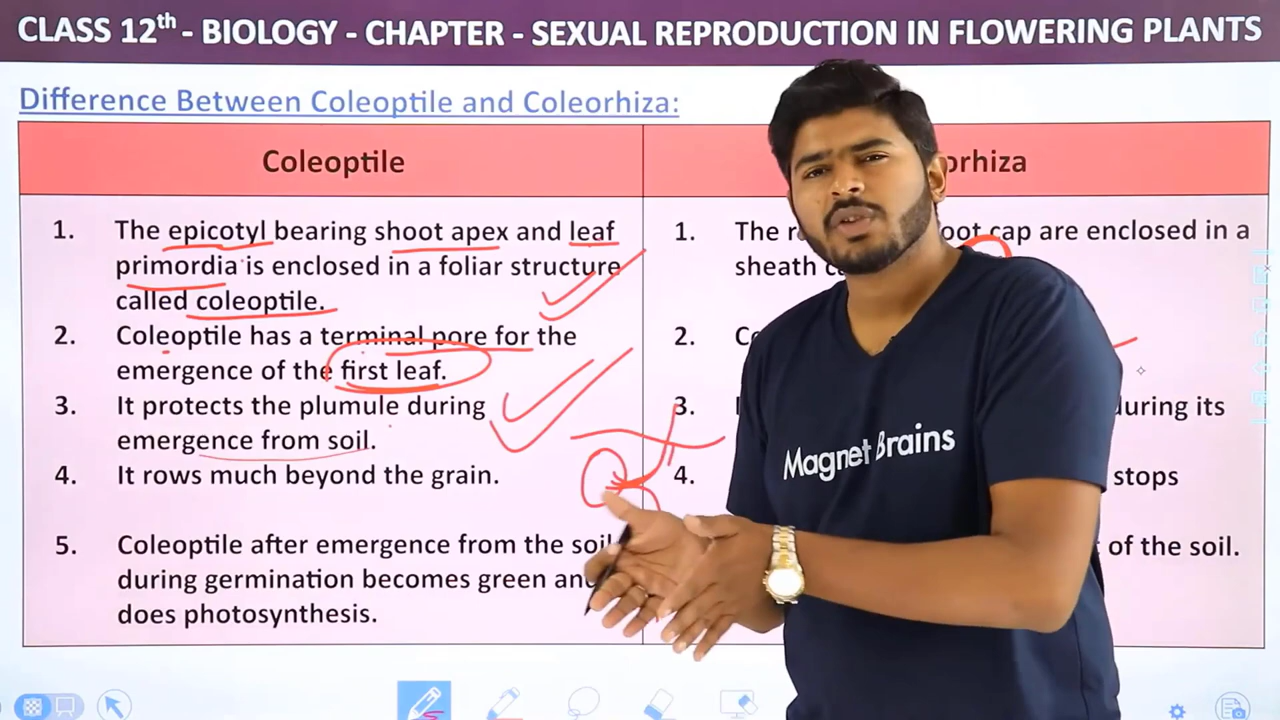 CLASS 12th - BIOLOGY - CHAPTER - SEXUAL REPRODUCTION IN FLOWERING PLANTS
Difference Between Coleoptile and Coleorhiza:
Coleoptile
1. The epicotyl bearing shoot apex and leaf
primordia is enclosed in a foliar structure
called coleoptile.
2. Coleoptile has a terminal pore for the
emergence of the first leaf.
3. It protects the plumule during
emergence from soil.
4. It rows much beyond the grain.
5. Coleoptile after emergence from the soil
during germination becomes green and
does photosynthesis.
orhiza
1. The cap are enclosed in a
sheath
2.
3. during its
4. stops
of the soil.
Magnet Brains